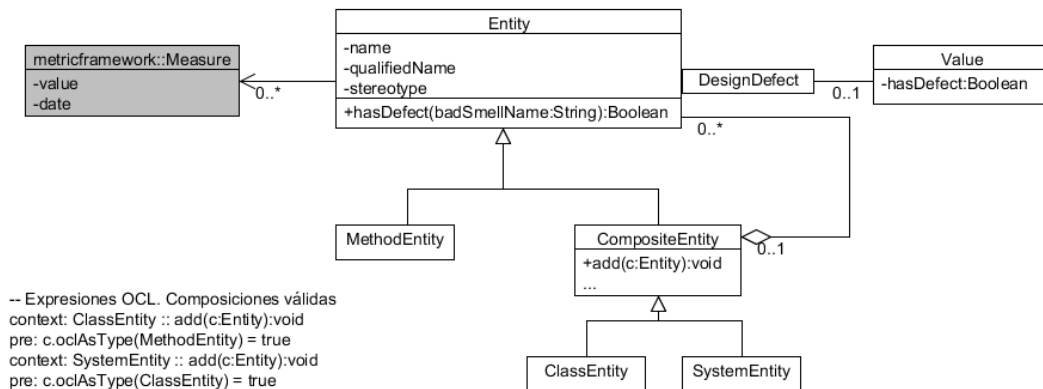 Entity
-name
-qualifiedName
-stereotype
+hasDefect(badSmellName:String):Boolean
metricframework::Measure
-value
-date
0..*
DesignDefect
0..1
Value
-hasDefect:Boolean
0..*
MethodEntity
CompositeEntity
+add(c:Entity):void
...
0..1
-- Expresiones OCL. Composiciones válidas
context: ClassEntity :: add(c:Entity):void
pre: c.oclAsType(MethodEntity) = true
context: SystemEntity :: add(c:Entity):void
pre: c.oclAsType(ClassEntity) = true
ClassEntity
SystemEntity